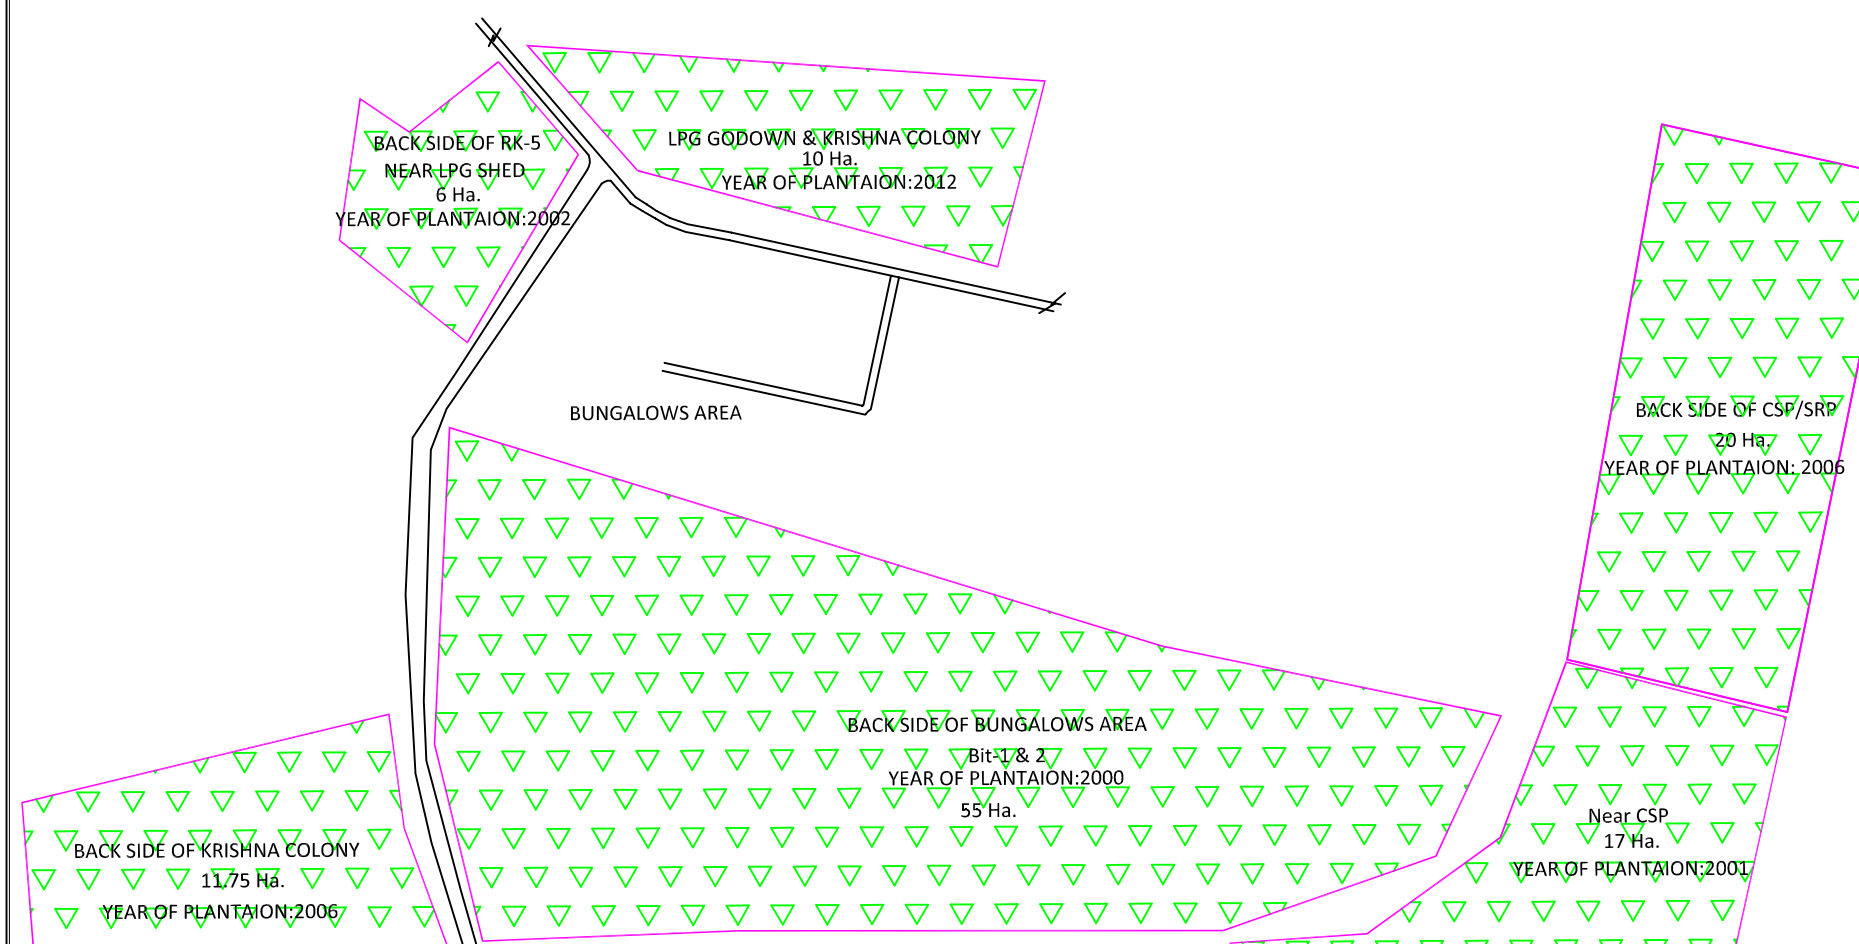 LPG GODOWN & KRISHNA COLONY
10 Ha.
YEAR OF PLANTAION:2012
BACK SIDE OF RK-5
NEAR LPG SHED
6 Ha.
YEAR OF PLANTAION:2002
BUNGALOWS AREA
BACK SIDE OF CSP/SRP
20 Ha.
YEAR OF PLANTAION: 2006
BACK SIDE OF BUNGALOWS AREA
Bit-1 & 2
YEAR OF PLANTAION:2000
55 Ha.
Near CSP
17 Ha.
YEAR OF PLANTAION:2001
BACK SIDE OF KRISHNA COLONY
11.75 Ha.
YEAR OF PLANTAION:2006